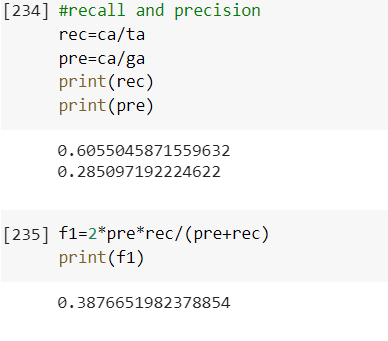 [234] #recall and precision
rec=ca/ta
pre=ca/ga
print(rec)
print(pre)
0.6055045871559632
0.285097192224622
[235] f1=2*pre*rec/(pre+rec)
print(f1)
0.3876651982378854